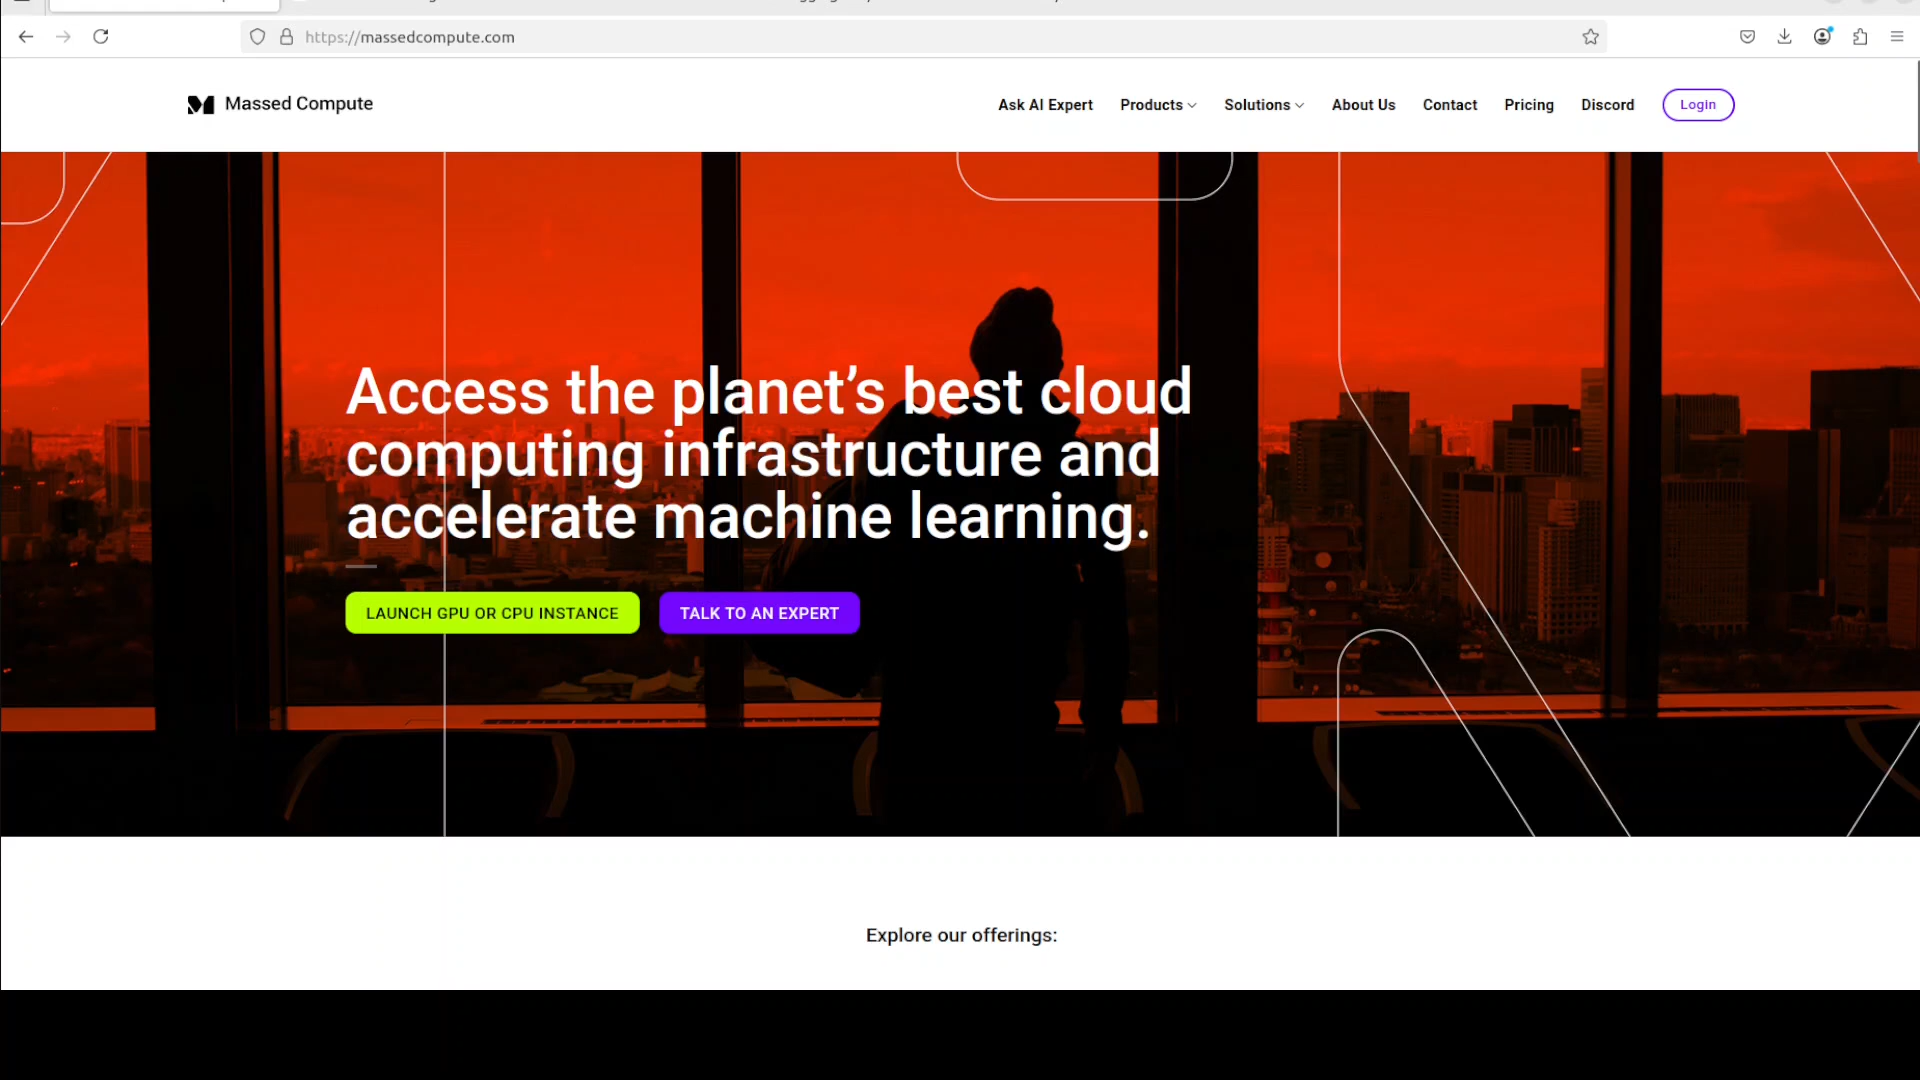 https://massedcompute.com
Massed Compute
Ask AI Expert
Products
Solutions
About Us
Contact
Pricing
Discord
Login
Access the planet’s best cloud
computing infrastructure and
accelerate machine learning.
LAUNCH GPU OR CPU INSTANCE
TALK TO AN EXPERT
Explore our offerings: